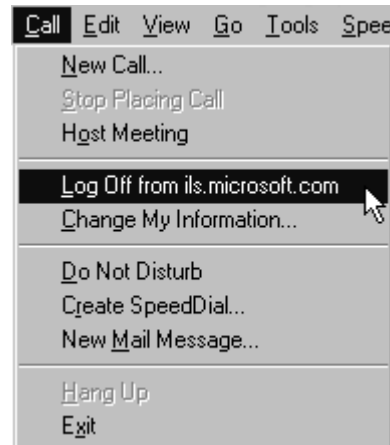 Call Edit View Go Tools Spee
New Call...
Stop Placing Call
Host Meeting
Log Off from ils.microsoft.com
Change My Information...
Do Not Disturb
Create SpeedDial...
New Mail Message...
Hang Up
Exit